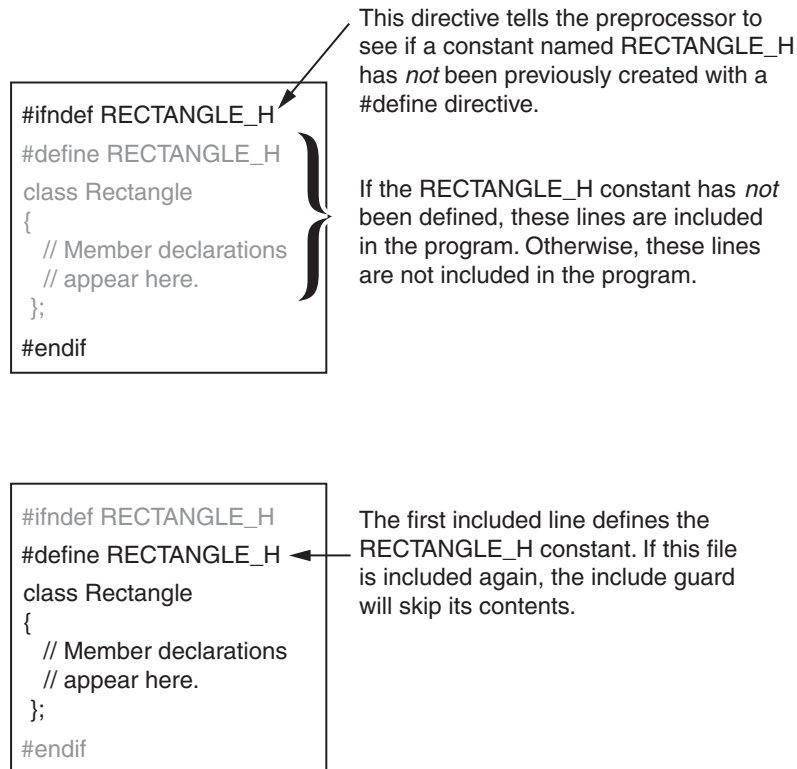 This directive tells the preprocessor to
see if a constant named RECTANGLE_H
has not been previously created with a
#define directive.
#ifndef RECTANGLE_H
#define RECTANGLE_H
class Rectangle
{
// Member declarations
// appear here.
};
#endif
If the RECTANGLE_H constant has not
been defined, these lines are included
in the program. Otherwise, these lines
are not included in the program.
#ifndef RECTANGLE_H
#define RECTANGLE_H
class Rectangle
{
// Member declarations
// appear here.
};
#endif
The first included line defines the
RECTANGLE_H constant. If this file
is included again, the include guard
will skip its contents.